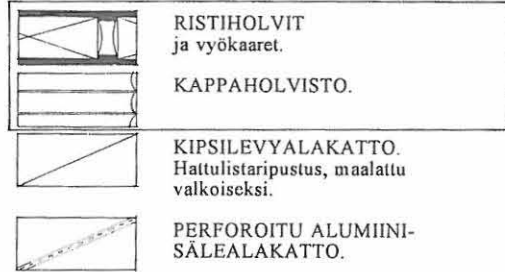 RISTIHOLVIT
ja vyökaaret.
KAPPAHOLVISTO.
KIPSILEVYALAKATTO.
Hattulistaripustus, maalattu
valkoiseksi.
PERFOROITU ALUMIINI-
SÄLEALAKATTO.